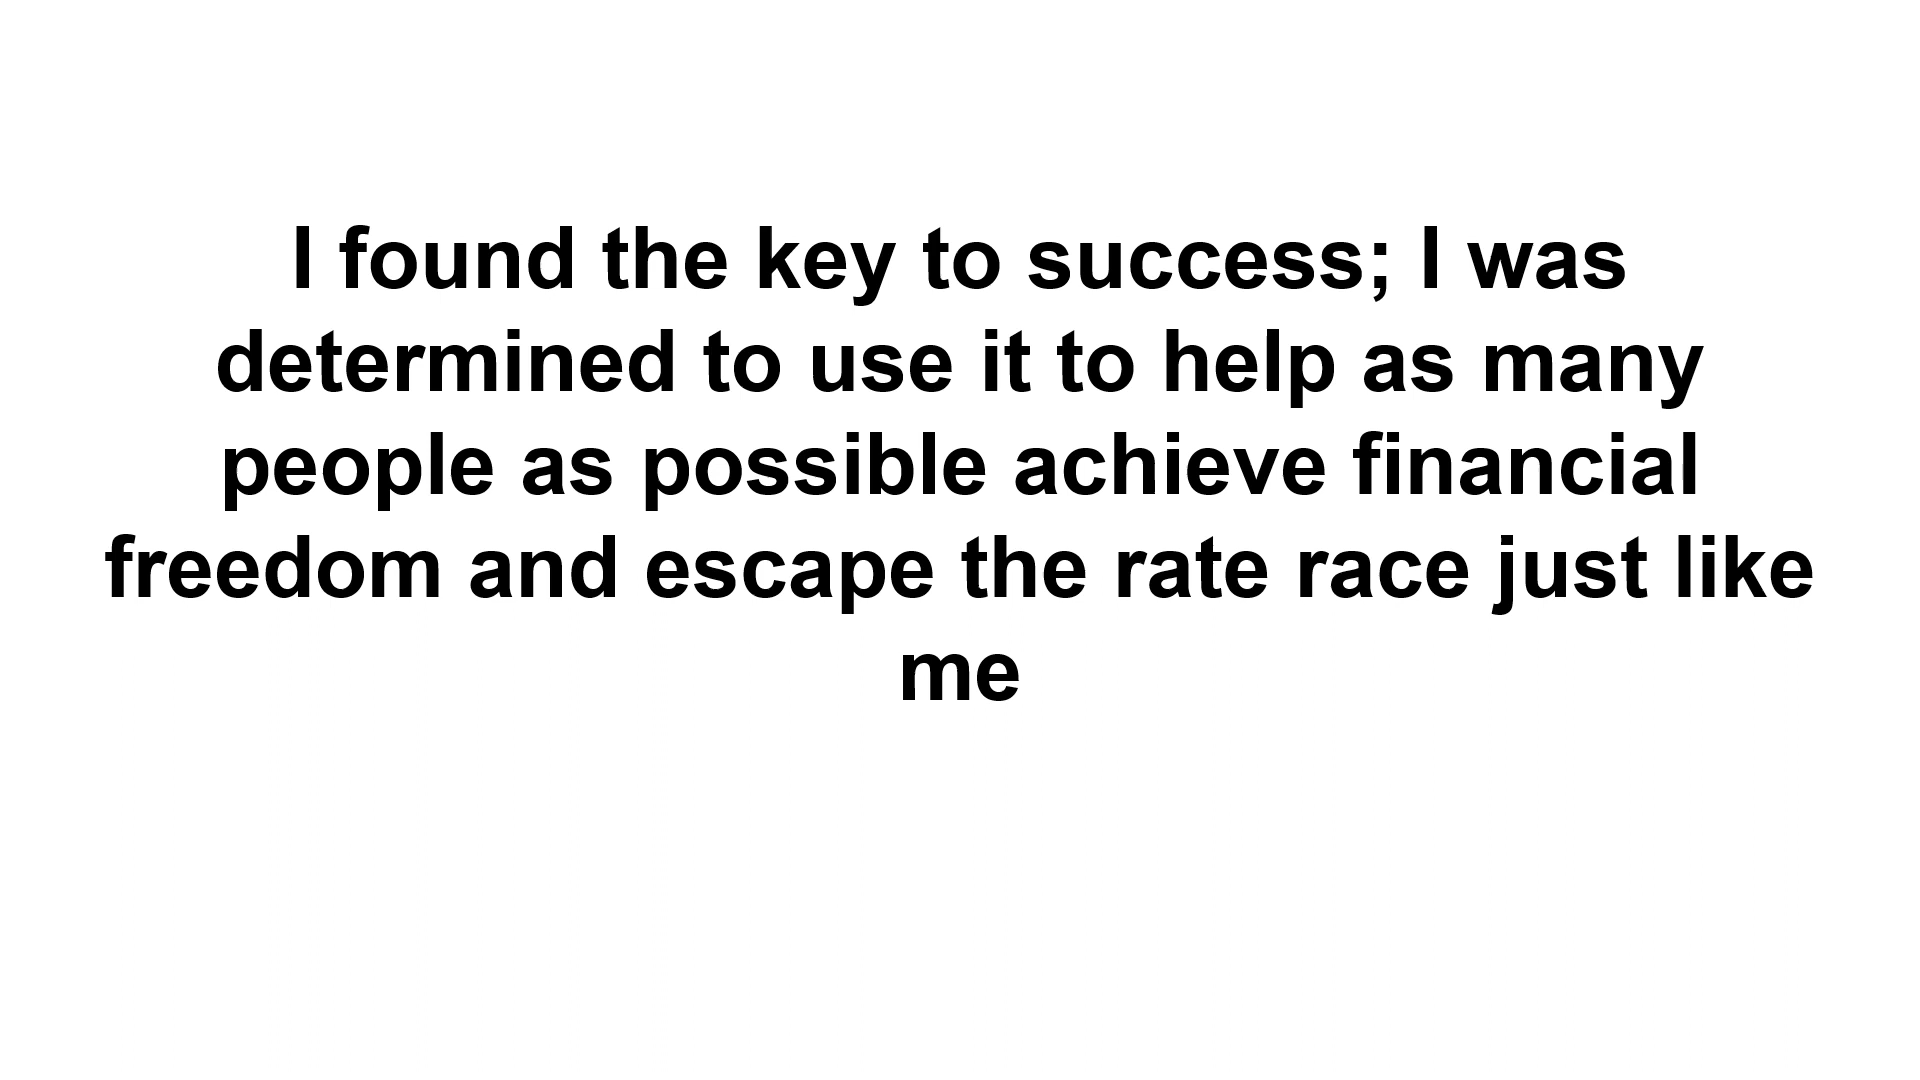 I found the key to success; I was
determined to use it to help as many
people as possible achieve financial
freedom and escape the rate race just like
me